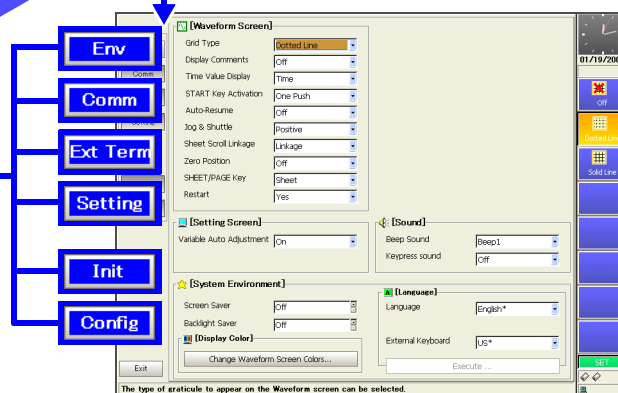 Env
Comm
Ext Term
Setting
Init
Config
Comm
Exit
[Waveform Screen]
Grid Type Dotted Line
Display Comments Off
Time Value Display Time
START Key Activation One Push
Auto-Resume Off
Jog & Shuttle Positive
Sheet Scroll Linkage Linkage
Zero Position Off
SHEET/PAGE Key Sheet
Restart Yes
[Setting Screen]
Variable Auto Adjustment On
[Sound]
Beep Sound Beep1
Keypress sound Off
[System Environment]
Screen Saver Off
Backlight Saver Off
[Display Color]
Change Waveform Screen Colors...
[Language]
Language English*
External Keyboard US*
Execute ...
01/19/200
Off
Dotted Line
Solid Line
SET
The type of graticule to appear on the Waveform screen can be selected.